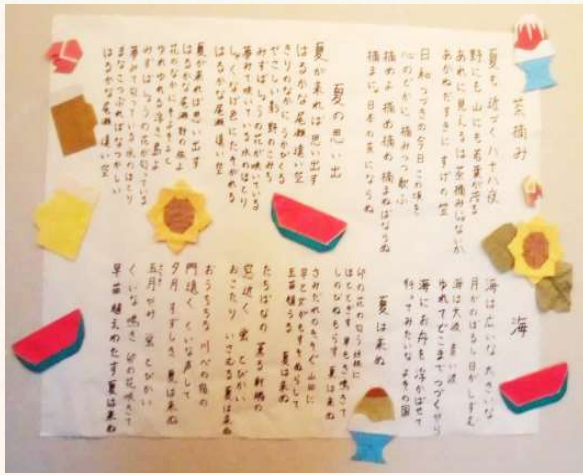 茶摘み
夏も近づく八十八夜
野にも山にも若葉が茂る
あれに見えるは茶摘みじゃないか
あかねだすきにすげの笠
日和つづきの今日この頃を
心のどかに摘みつつ歌ふ
摘めよ摘め摘め摘まねばならぬ
摘まにゃ日本の茶にならぬ
夏の思い出
夏が来れば思い出す
はるかな尾瀬 遠い空
きりのなかに うかびくる
やさしい影 野のこみち
みずばしょうの花が咲いている
夢みて咲いている水のほとり
しゃくなげ色にたそがれる
はるかな尾瀬 遠い空
夏が来れば思い出す
はるかな尾瀬 野の旅よ
花のなかに そよそよと
ゆれゆれる 浮き島よ
みずばしょうの花が匂っている
夢みて匂っている水のほとり
まなこつぶればなつかしい
はるかな尾瀬 遠い空
海
海は広いな 大きいな
月がのぼるし 日がしずむ
海は大波 青い波
ゆれてどこまでつづくやら
海にお舟を浮かばせて
行ってみたいな よその国
夏は来ぬ
卯の花の匂う垣根に
ほととぎす 早も来鳴きて
しのびねもらす 夏は来ぬ
さみだれの そそぐ山田に
早乙女がもすそぬらして
玉苗植うる 夏は来ぬ
たちばなの 薫る軒端の
窓近く 蛍とびかい
おこたり いさむる夏は来ぬ
おうちちる 川べの宿の
門遠く くいな声して
夕月 すずしき 夏は来ぬ
五月やみ 蛍 とびかい
くいな鳴き 卯の花咲きて
早苗植えわたす夏は来ぬ